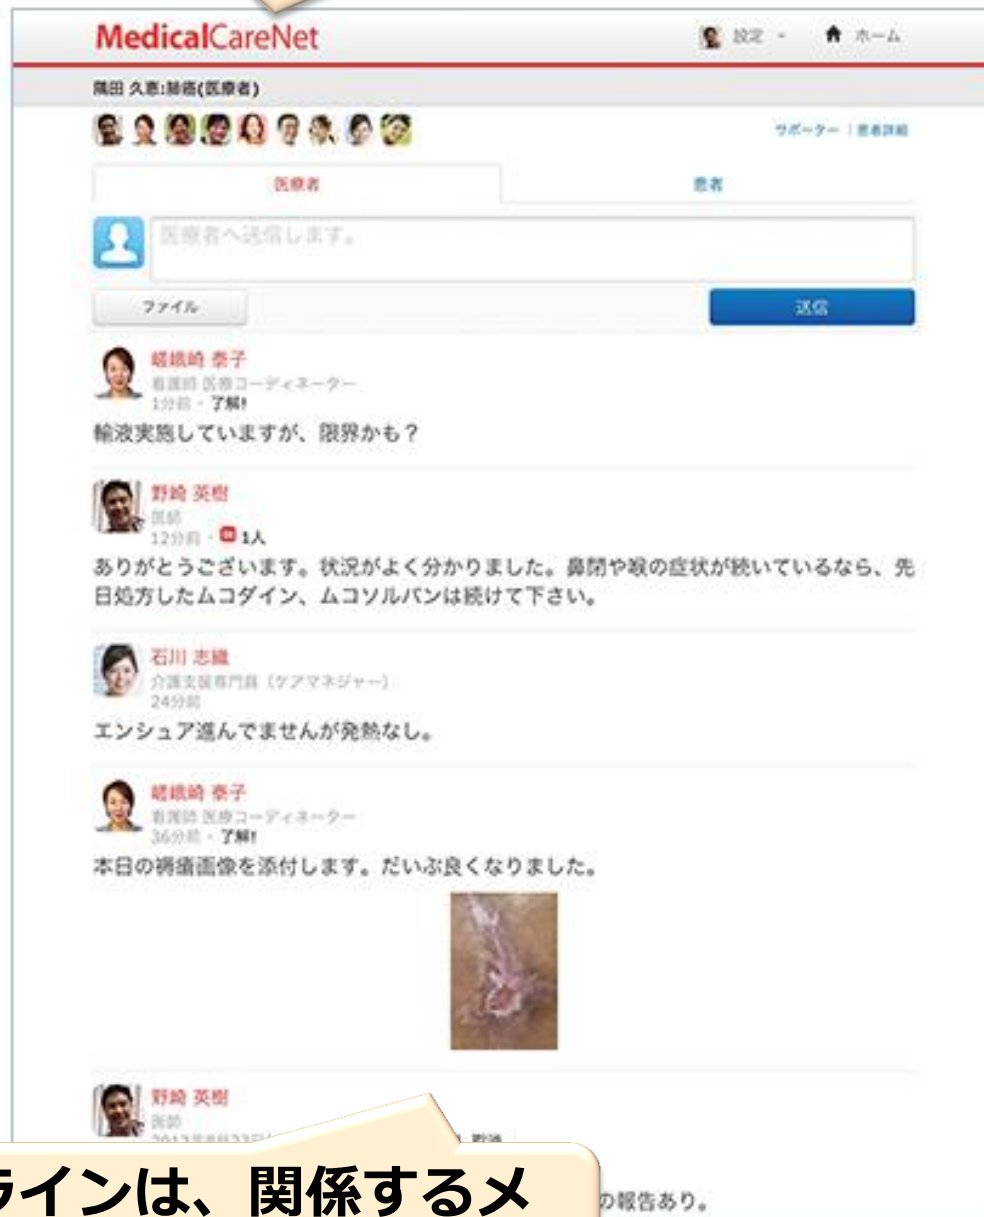 MedicalCareNet
設定
ホーム
隅田 久恵:肺癌(医療者)
サポーター | 患者詳細
医療者
患者
医療者へ送信します。
ファイル
送信
嵯峨崎 泰子
看護師 医療コーディネーター
1分前・了解!
輸液実施していますが、限界かも?
野崎 英樹
医師
12分前・ 1人
ありがとうございます。状況がよく分かりました。鼻閉や喉の症状が続いているなら、先
日処方したムコダイン、ムコソルバンは続けて下さい。
石川 志織
介護支援専門員(ケアマネジャー)
24分前
エンシュア進んでませんが発熱なし。
嵯峨崎 泰子
看護師 医療コーディネーター
36分前・了解!
本日の褥瘡画像を添付します。だいぶ良くなりました。
野崎 英樹
医師
ラインは、関係するメ
の報告あり。